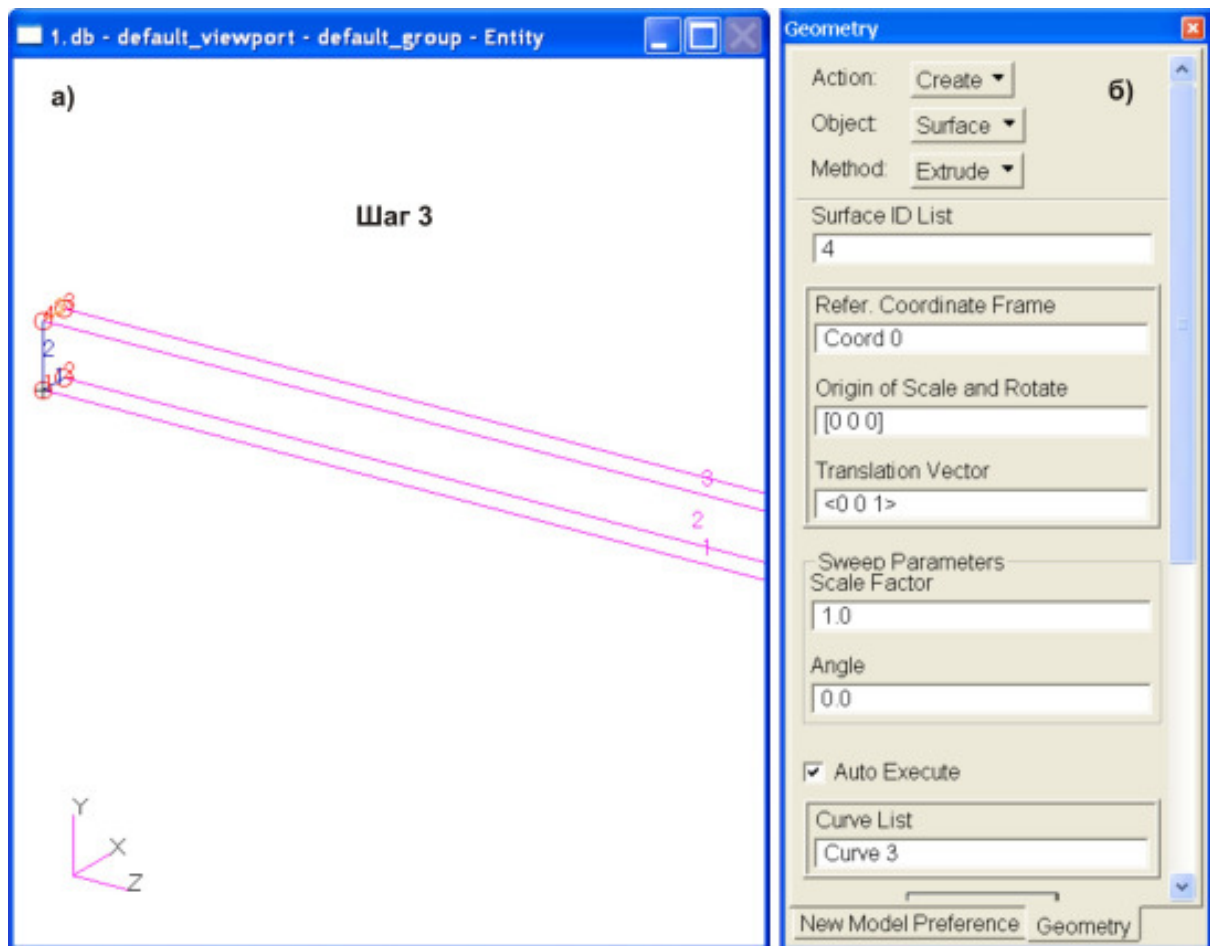 1.db - default_viewport - default_group - Entity
а)
Шаг 3
2
3
2
1
Y
X
Z
Geometry
б)
Action: Create
Object: Surface
Method: Extrude
Surface ID List
4
Refer. Coordinate Frame
Coord 0
Origin of Scale and Rotate
[0 0 0]
Translation Vector
<0 0 1>
Sweep Parameters
Scale Factor
1.0
Angle
0.0
Auto Execute
Curve List
Curve 3
New Model Preference Geometry